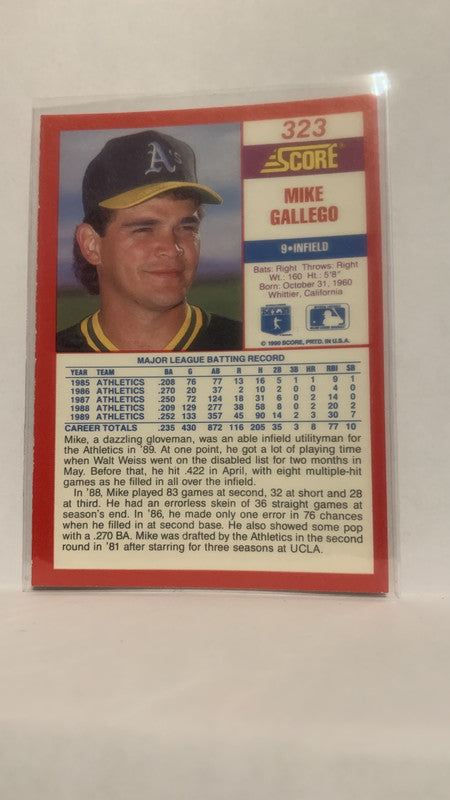 A's
323
SCORE
MIKE
GALLEGO
9•INFIELD
Bats: Right Throws: Right
Wt.: 160 Ht.: 5'8"
Born: October 31, 1960
Whittier, California
© 1990 SCORE, PRTD. IN U.S.A.
MAJOR LEAGUE BATTING RECORD
YEAR TEAM BA G AB R H 2B 3B HR RBI SB
1985 ATHLETICS .208 76 77 13 16 5 1 1 9 1
1986 ATHLETICS .270 20 37 2 10 2 0 0 4 0
1987 ATHLETICS .250 72 124 18 31 6 0 2 14 0
1988 ATHLETICS .209 129 277 38 58 8 0 2 20 2
1989 ATHLETICS .252 133 357 45 90 14 2 3 30 7
CAREER TOTALS .235 430 872 116 205 35 3 8 77 10
Mike, a dazzling gloveman, was an able infield utilityman for
the Athletics in '89. At one point, he got a lot of playing time
when Walt Weiss went on the disabled list for two months in
May. Before that, he hit .422 in April, with eight multiple-hit
games as he filled in all over the infield.
In '88, Mike played 83 games at second, 32 at short and 28
at third. He had an errorless skein of 36 straight games at
season's end. In '86, he made only one error in 76 chances
when he filled in at second base. He also showed some pop
with a .270 BA. Mike was drafted by the Athletics in the second
round in '81 after starring for three seasons at UCLA.